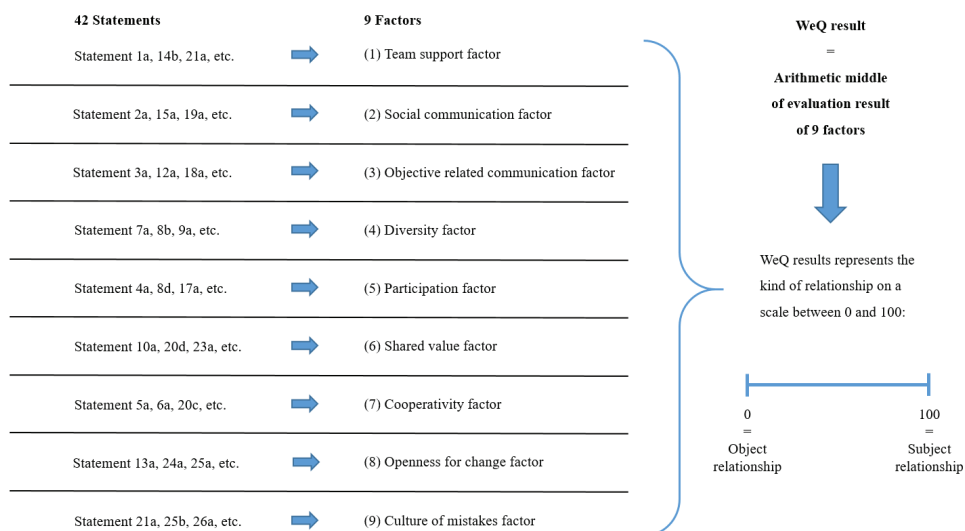 42 Statements
9 Factors
Statement 1a, 14b, 21a, etc.
(1) Team support factor
Statement 2a, 15a, 19a, etc.
(2) Social communication factor
Statement 3a, 12a, 18a, etc.
(3) Objective related communication factor
Statement 7a, 8b, 9a, etc.
(4) Diversity factor
Statement 4a, 8d, 17a, etc.
(5) Participation factor
Statement 10a, 20d, 23a, etc.
(6) Shared value factor
Statement 5a, 6a, 20c, etc.
(7) Cooperativity factor
Statement 13a, 24a, 25a, etc.
(8) Openness for change factor
Statement 21a, 25b, 26a, etc.
(9) Culture of mistakes factor
WeQ result
=
Arithmetic middle
of evaluation result
of 9 factors
WeQ results represents the
kind of relationship on a
scale between 0 and 100:
0
=
Object
relationship
100
=
Subject
relationship